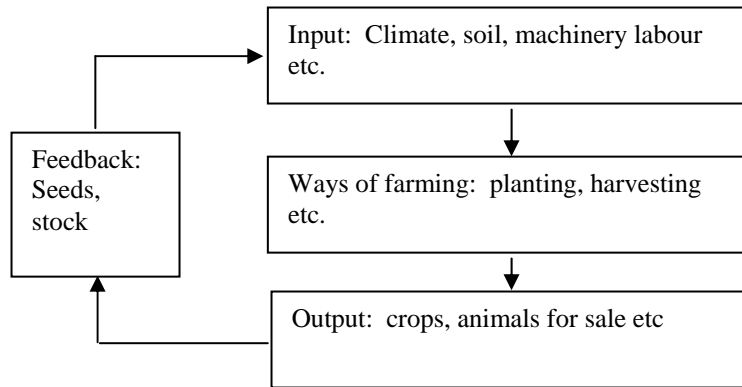 Input: Climate, soil, machinery labour
etc.
Feedback:
Seeds,
stock
Ways of farming: planting, harvesting
etc.
Output: crops, animals for sale etc